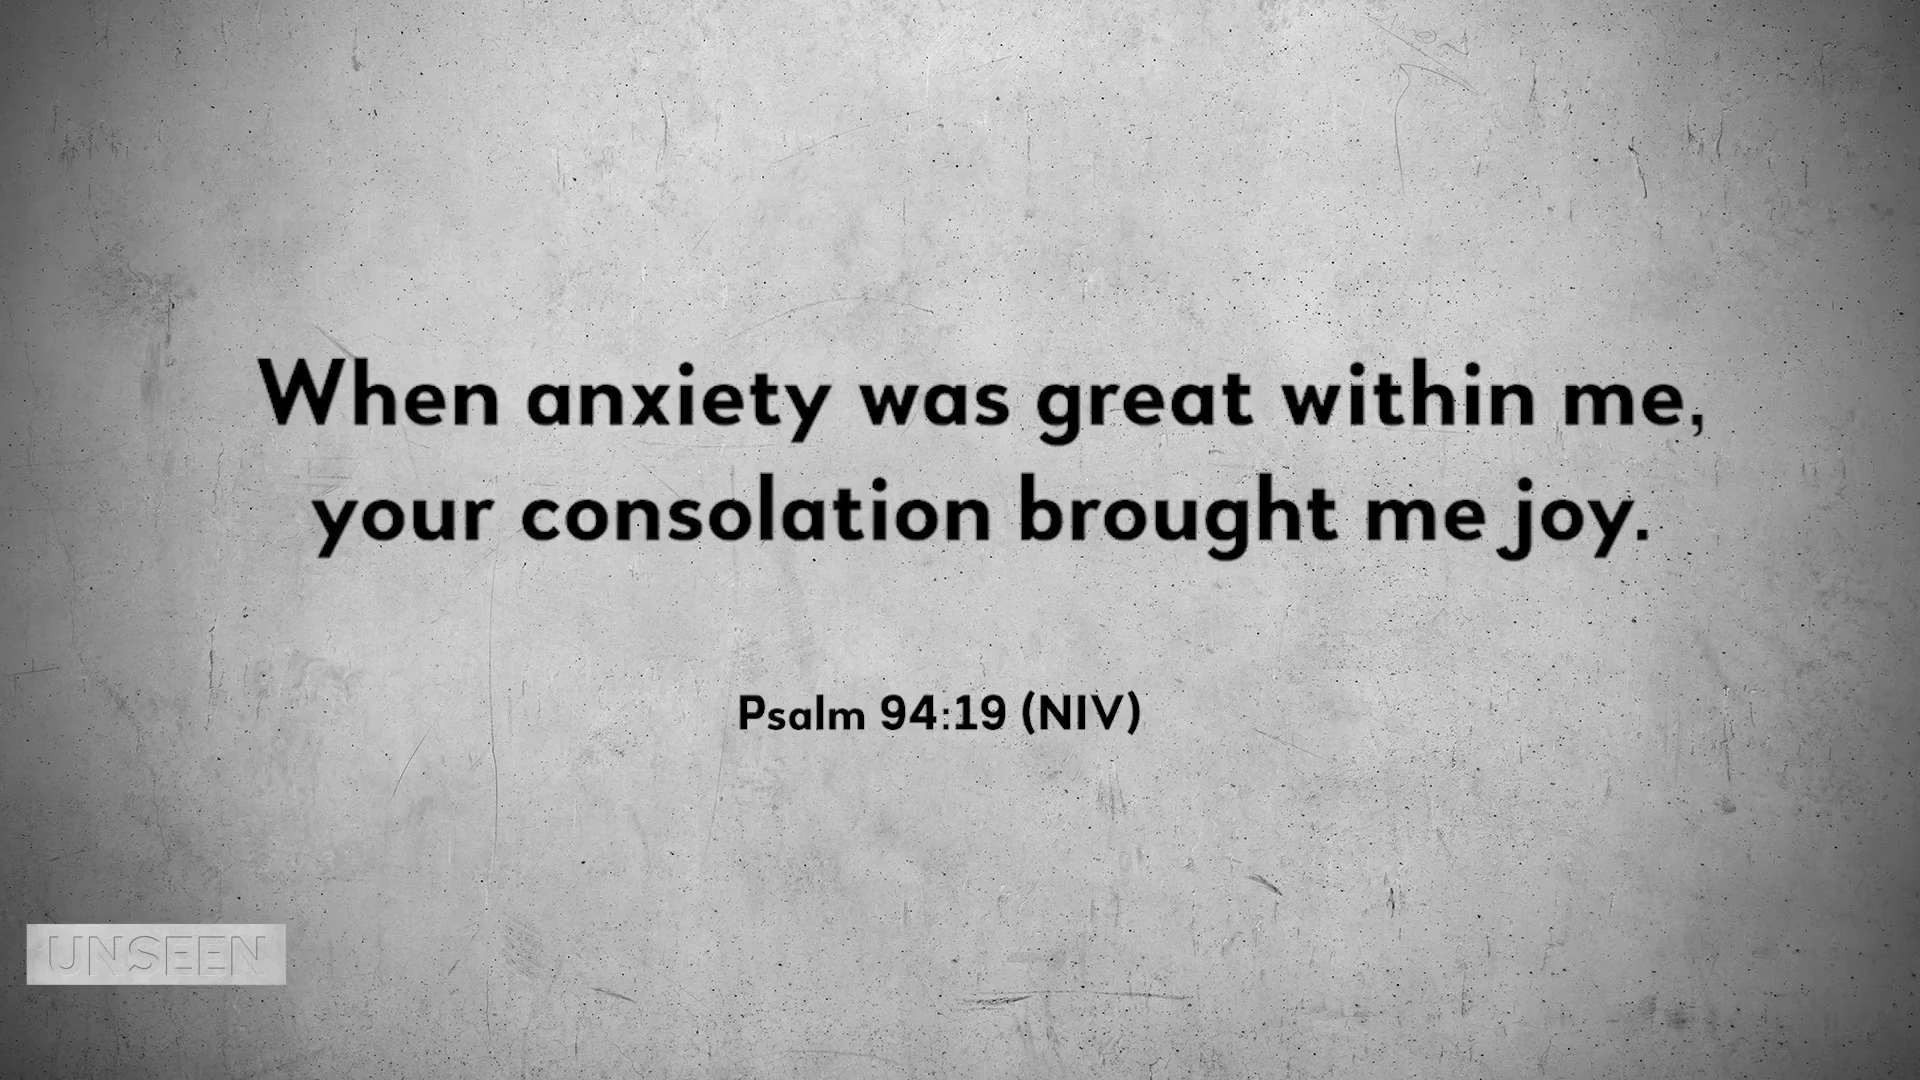 When anxiety was great within me,
your consolation brought me joy.
Psalm 94:19 (NIV)
UNSEEN